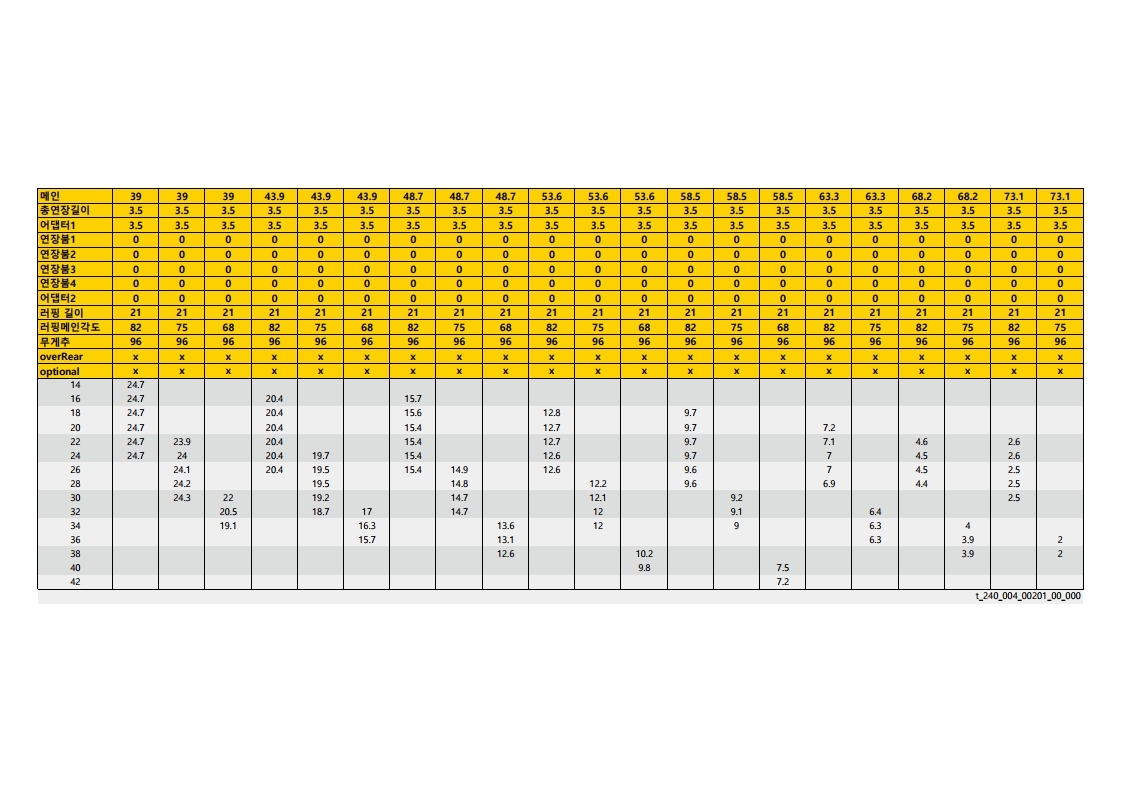 메인 39 39 39 43.9 43.9 43.9 48.7 48.7 48.7 53.6 53.6 53.6 58.5 58.5 58.5 63.3 63.3 68.2 68.2 73.1 73.1
총연장길이 3.5 3.5 3.5 3.5 3.5 3.5 3.5 3.5 3.5 3.5 3.5 3.5 3.5 3.5 3.5 3.5 3.5 3.5 3.5 3.5 3.5
어댑터1 3.5 3.5 3.5 3.5 3.5 3.5 3.5 3.5 3.5 3.5 3.5 3.5 3.5 3.5 3.5 3.5 3.5 3.5 3.5 3.5 3.5
연장붐1 0 0 0 0 0 0 0 0 0 0 0 0 0 0 0 0 0 0 0 0 0
연장붐2 0 0 0 0 0 0 0 0 0 0 0 0 0 0 0 0 0 0 0 0 0
연장붐3 0 0 0 0 0 0 0 0 0 0 0 0 0 0 0 0 0 0 0 0 0
연장붐4 0 0 0 0 0 0 0 0 0 0 0 0 0 0 0 0 0 0 0 0 0
어댑터2 0 0 0 0 0 0 0 0 0 0 0 0 0 0 0 0 0 0 0 0 0
러핑 길이 21 21 21 21 21 21 21 21 21 21 21 21 21 21 21 21 21 21 21 21 21
러핑메인각도 82 75 68 82 75 68 82 75 68 82 75 68 82 75 68 82 75 82 75 82 75
무게추 96 96 96 96 96 96 96 96 96 96 96 96 96 96 96 96 96 96 96 96 96
overRear x x x x x x x x x x x x x x x x x x x x x
optional x x x x x x x x x x x x x x x x x x x x x
14 24.7
16 24.7 20.4 15.7
18 24.7 20.4 15.6 12.8 9.7
20 24.7 20.4 15.4 12.7 9.7 7.2
22 24.7 23.9 20.4 15.4 12.7 9.7 7.1 4.6 2.6
24 24.7 24 20.4 19.7 15.4 12.6 9.7 7 4.5 2.6
26 24.1 20.4 19.5 15.4 14.9 12.6 9.6 7 4.5 2.5
28 24.2 19.5 14.8 12.2 9.6 6.9 4.4 2.5
30 24.3 22 19.2 14.7 12.1 9.2 2.5
32 20.5 18.7 17 14.7 12 9.1 6.4
34 19.1 16.3 13.6 12 9 6.3 4
36 15.7 13.1 6.3 3.9 2
38 12.6 10.2 3.9 2
40 9.8 7.5
42 7.2
t_240_004_00201_00_000